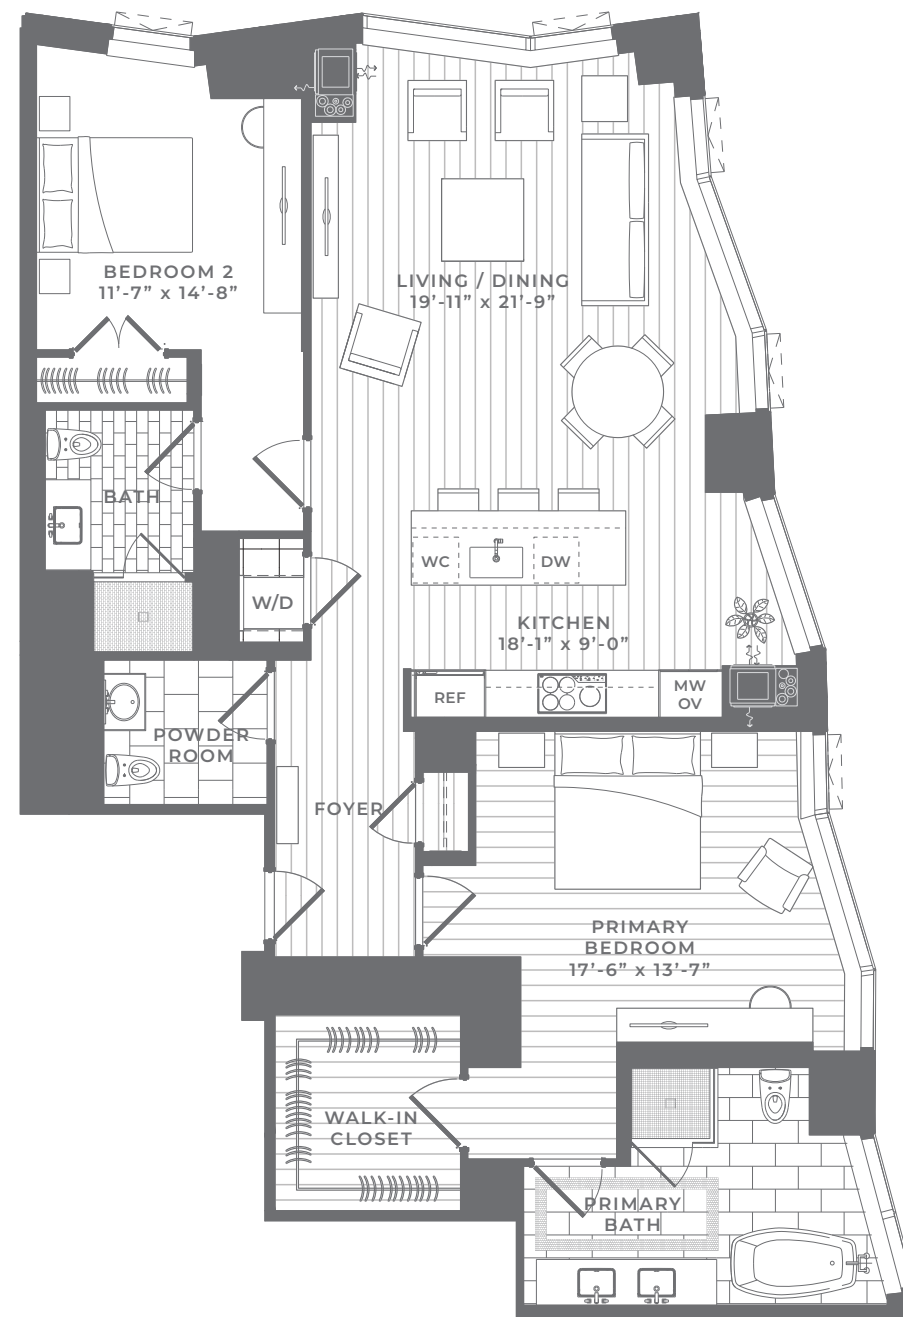 BEDROOM 2
11’-7” x 14’-8”
LIVING / DINING
19’-11” x 21’-9”
BATH
WC
DW
W/D
KITCHEN
18’-1” x 9’-0”
REF
MW
OV
POWDER
ROOM
FOYER
PRIMARY
BEDROOM
17’-6” x 13’-7”
WALK-IN
CLOSET
PRIMARY
BATH